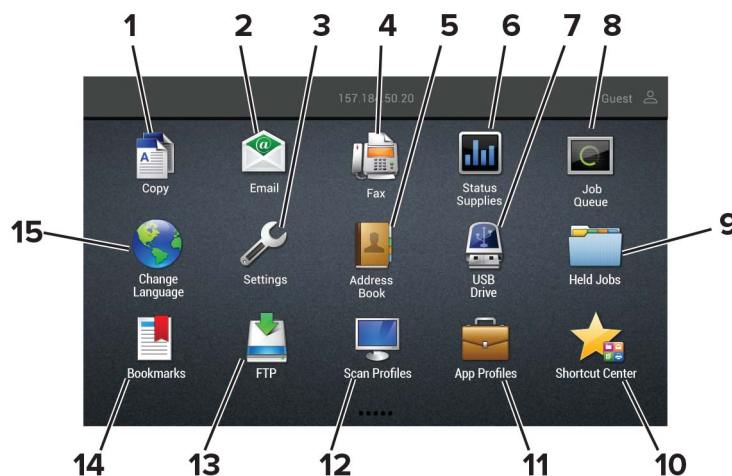 1 2 3 4 5 6 7 8
157.184.50.20 Guest
A @
Copy Email Fax Status Supplies Job Queue
15 9
Change Language Settings Address Book USB Drive Held Jobs
Bookmarks FTP Scan Profiles App Profiles Shortcut Center
14 13 12 11 10